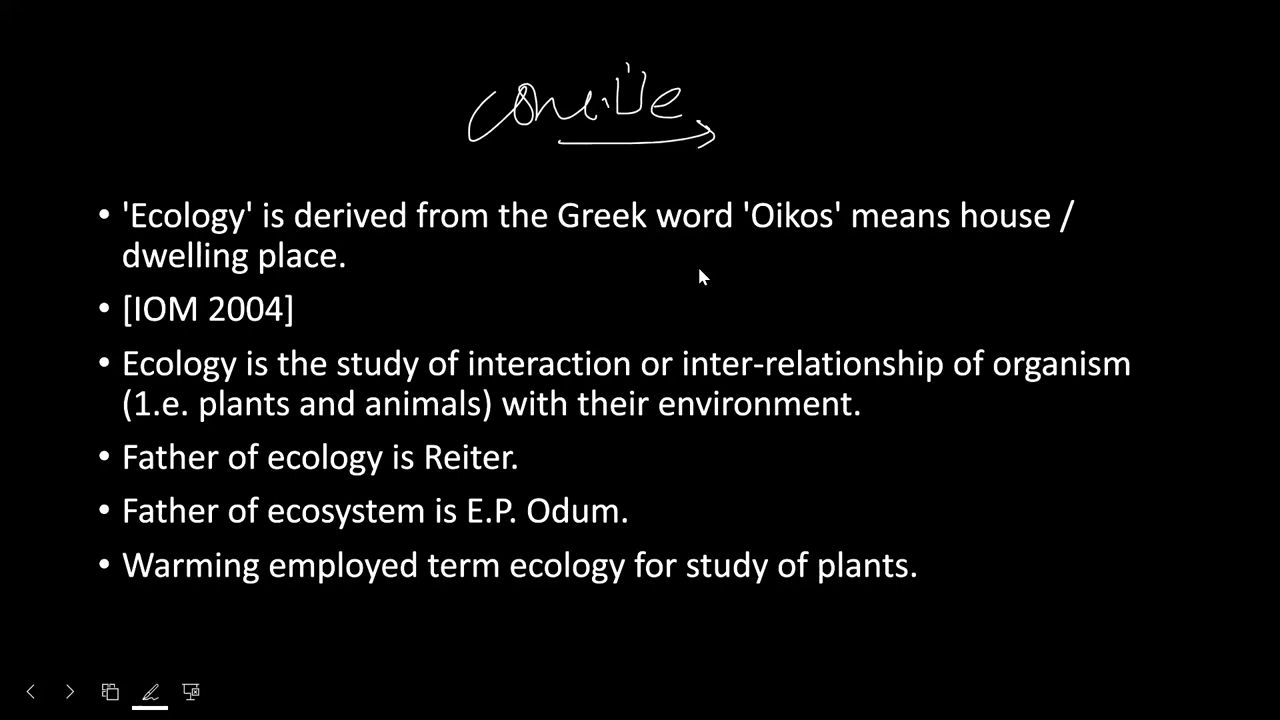 • 'Ecology' is derived from the Greek word 'Oikos' means house /
dwelling place.
• [IOM 2004]
• Ecology is the study of interaction or inter-relationship of organism
(1.e. plants and animals) with their environment.
• Father of ecology is Reiter.
• Father of ecosystem is E.P. Odum.
• Warming employed term ecology for study of plants.